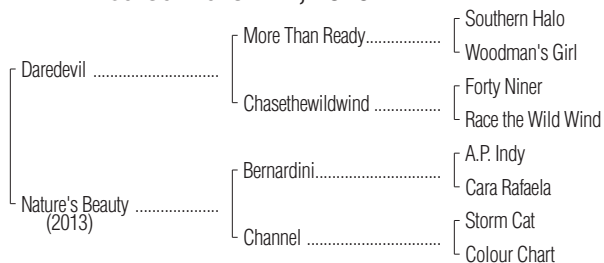 Southern Halo
More Than Ready..................
Woodman's Girl
Daredevil ..............................
Forty Niner
Chasethewildwind ................
Race the Wild Wind
A.P. Indy
Bernardini.............................
Cara Rafaela
Nature's Beauty ....................
(2013)
Storm Cat
Channel ................................
Colour Chart